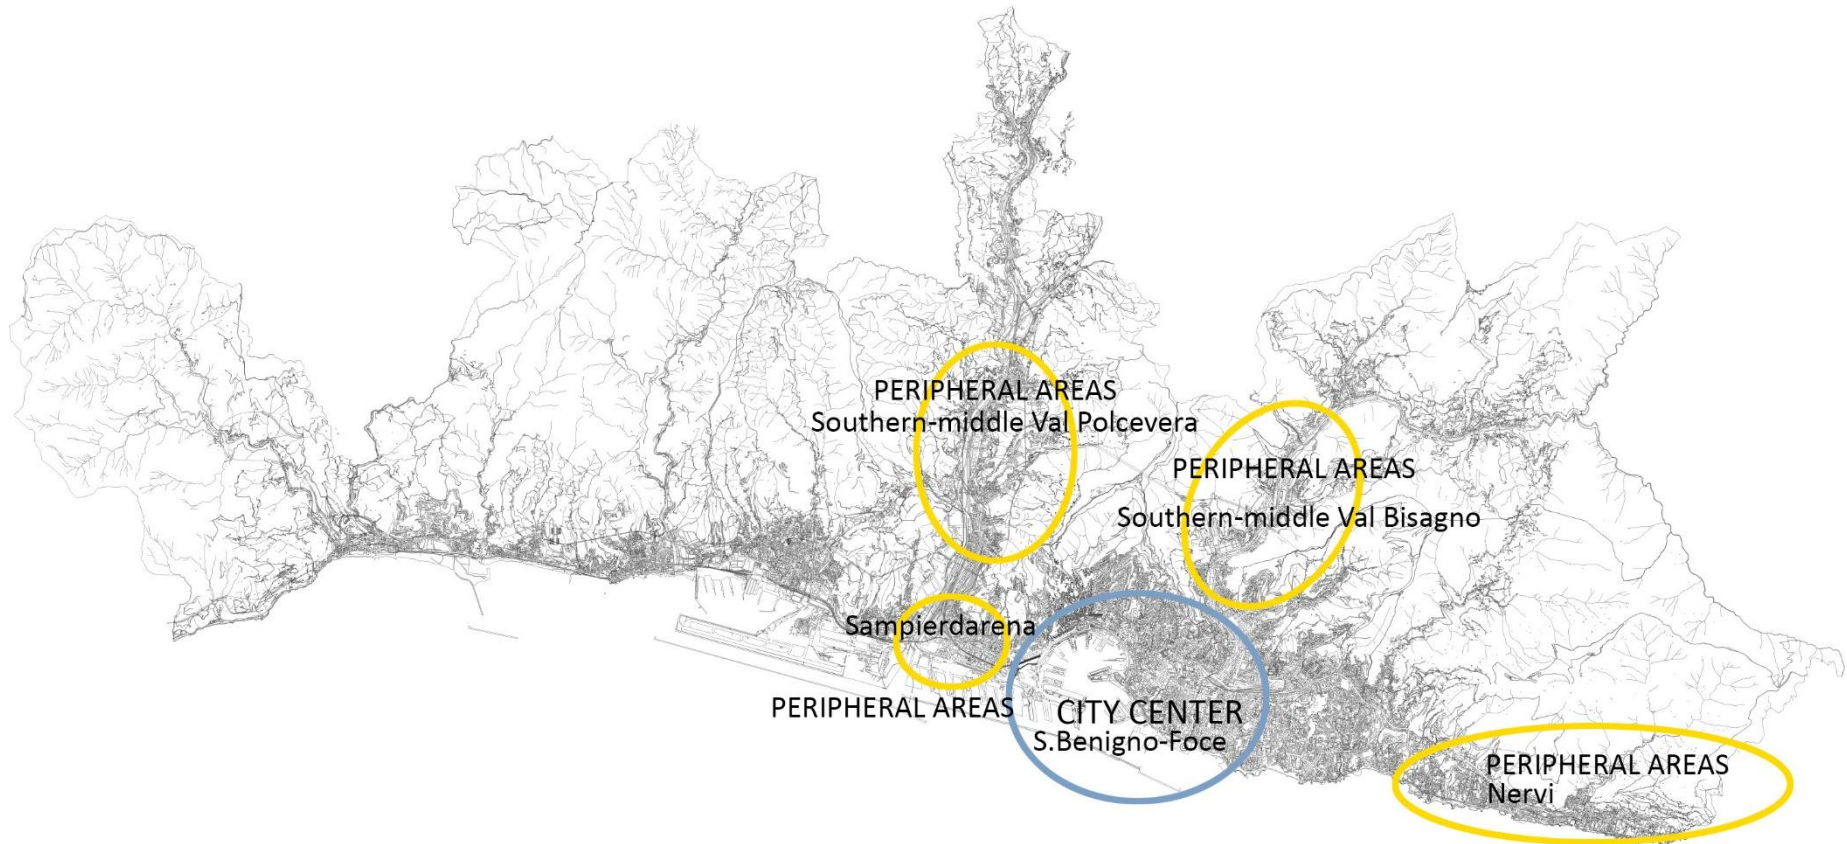 PERIPHERAL AREAS
Southern-middle Val Polcevera
PERIPHERAL AREAS
Southern-middle Val Bisagno
Sampierdarena
PERIPHERAL AREAS
CITY CENTER
S.Benigno-Foce
PERIPHERAL AREAS
Nervi